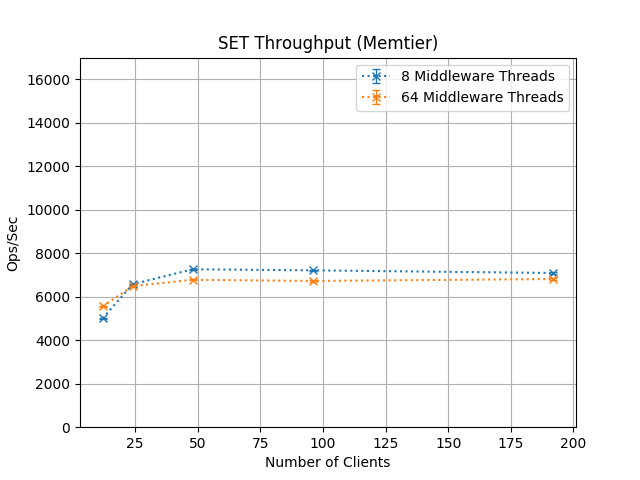 SET Throughput (Memtier)
8 Middleware Threads
64 Middleware Threads
16000
14000
12000
10000
8000
6000
4000
2000
0
Ops/Sec
25 50 75 100 125 150 175 200
Number of Clients